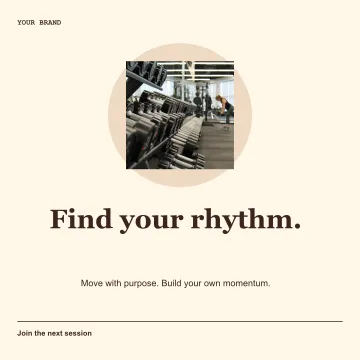 YOUR BRAND
Find your rhythm.
Move with purpose. Build your own momentum.
Join the next session